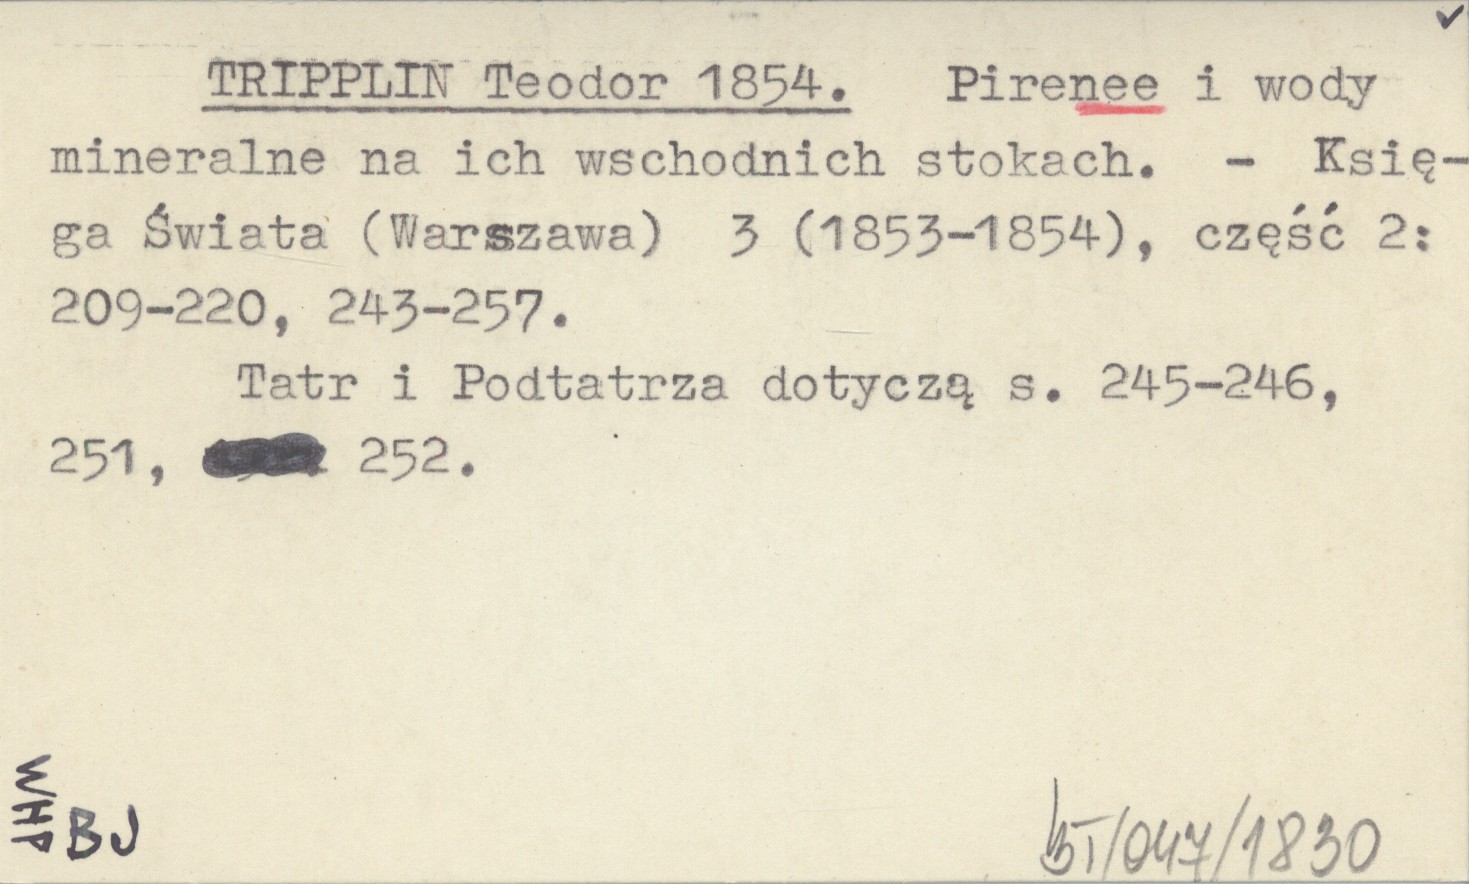 TRIPPLIN Teodor 1854. Pirenee i wody
mineralne na ich wschodnich stokach. - Księ-
ga Świata (Warszawa) 3 (1853-1854), część 2:
209-220, 243-257.
Tatr i Podtatrza dotyczą s. 245-246,
251, 252.
WHP
BJ
BT/047/1830